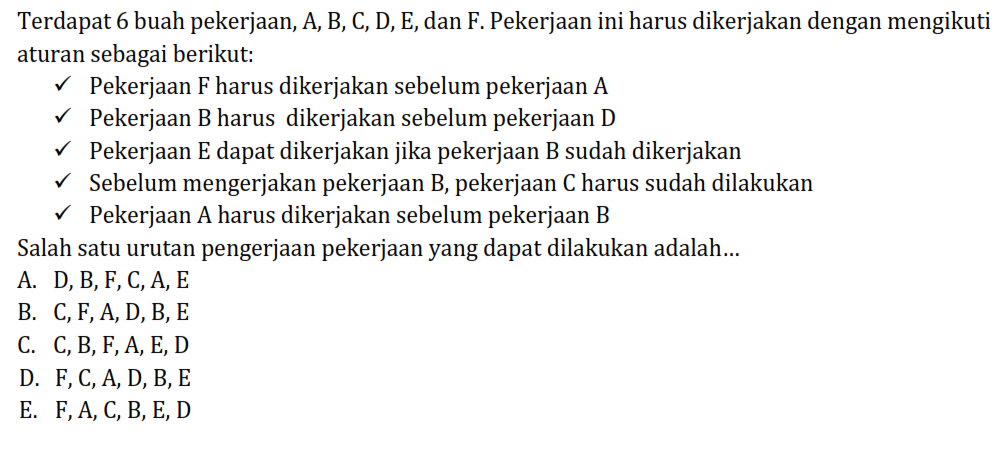 Terdapat 6 buah pekerjaan, A, B, C, D, E, dan F. Pekerjaan ini harus dikerjakan dengan mengikuti
aturan sebagai berikut:
✓ Pekerjaan F harus dikerjakan sebelum pekerjaan A
✓ Pekerjaan B harus dikerjakan sebelum pekerjaan D
✓ Pekerjaan E dapat dikerjakan jika pekerjaan B sudah dikerjakan
✓ Sebelum mengerjakan pekerjaan B, pekerjaan C harus sudah dilakukan
✓ Pekerjaan A harus dikerjakan sebelum pekerjaan B
Salah satu urutan pengerjaan pekerjaan yang dapat dilakukan adalah...
A. D, B, F, C, A, E
B. C, F, A, D, B, E
C. C, B, F, A, E, D
D. F, C, A, D, B, E
E. F, A, C, B, E, D